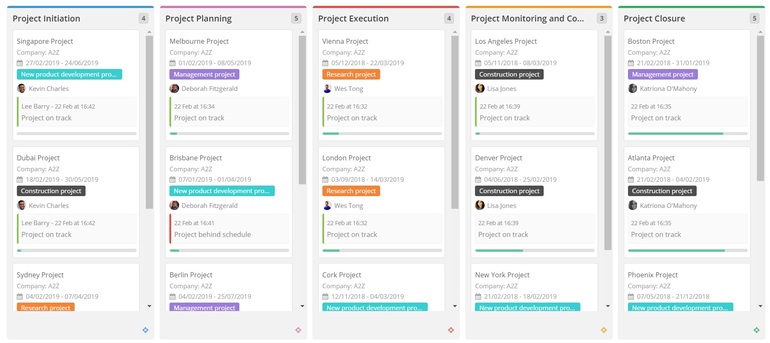 Project Initiation
4
Singapore Project
Company: A2Z
27/02/2019 - 24/06/2019
New product development pro...
Kevin Charles
Lee Barry - 22 Feb at 16:42
Project on track
Dubai Project
Company: A2Z
18/02/2019 - 30/05/2019
Construction project
Kevin Charles
Lee Barry - 22 Feb at 16:42
Project on track
Sydney Project
Company: A2Z
04/02/2019 - 07/04/2019
Research project
Project Planning
5
Melbourne Project
Company: A2Z
01/02/2019 - 08/05/2019
Management project
Deborah Fitzgerald
22 Feb at 16:34
Project on track
Brisbane Project
Company: A2Z
07/01/2019 - 01/04/2019
New product development pro...
Deborah Fitzgerald
22 Feb at 16:41
Project behind schedule
Berlin Project
Company: A2Z
04/02/2019 - 25/07/2019
Management project
Project Execution
4
Vienna Project
Company: A2Z
05/12/2018 - 22/03/2019
Research project
Wes Tong
22 Feb at 16:32
Project on track
London Project
Company: A2Z
03/09/2018 - 14/03/2019
Research project
Wes Tong
22 Feb at 16:32
Project on track
Cork Project
Company: A2Z
12/11/2018 - 04/03/2019
New product development pro...
Project Monitoring and Co...
3
Los Angeles Project
Company: A2Z
05/11/2018 - 08/03/2019
Construction project
Lisa Jones
22 Feb at 16:39
Project on track
Denver Project
Company: A2Z
04/06/2018 - 25/02/2019
Construction project
Lisa Jones
22 Feb at 16:39
Project on track
New York Project
Company: A2Z
21/02/2018 - 18/02/2019
New product development pro...
Project Closure
5
Boston Project
Company: A2Z
21/02/2018 - 31/01/2019
Management project
Katriona O'Mahony
22 Feb at 16:35
Project on track
Atlanta Project
Company: A2Z
21/02/2018 - 04/02/2019
Construction project
Katriona O'Mahony
22 Feb at 16:35
Project on track
Phoenix Project
Company: A2Z
07/05/2018 - 21/12/2018
New product development pro...